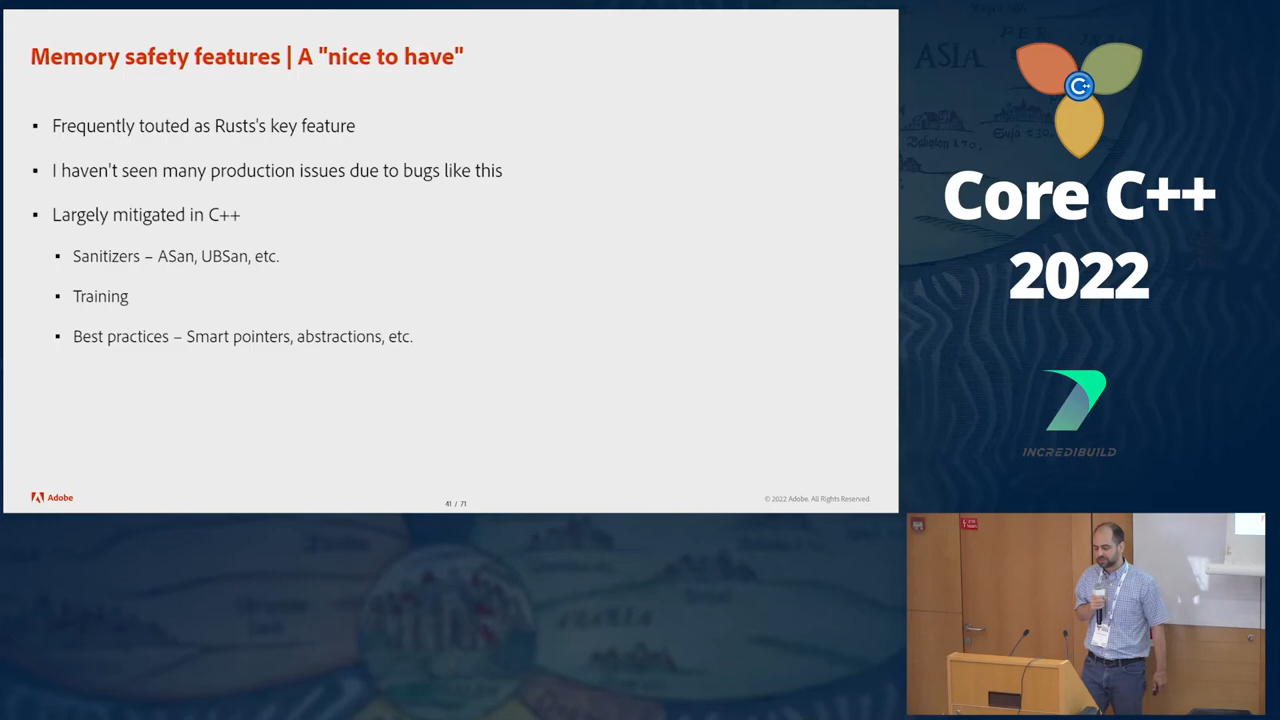 Memory safety features | A "nice to have"
▪ Frequently touted as Rusts's key feature
▪ I haven't seen many production issues due to bugs like this
▪ Largely mitigated in C++
▪ Sanitizers – ASan, UBSan, etc.
▪ Training
▪ Best practices – Smart pointers, abstractions, etc.
Adobe
41 / 71
© 2022 Adobe. All Rights Reserved.
ASIA
C++
Core C++
2022
INCREDIBUILD